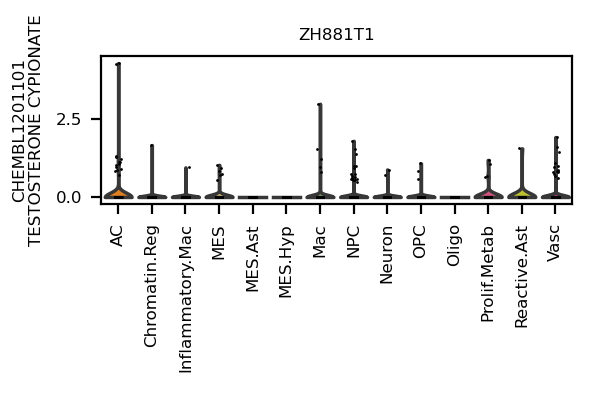 ZH881T1
CHEMBL1201101
TESTOSTERONE CYPIONATE
2.5
0.0
AC
Chromatin.Reg
Inflammatory.Mac
MES
MES.Ast
MES.Hyp
Mac
NPC
Neuron
OPC
Oligo
Prolif.Metab
Reactive.Ast
Vasc